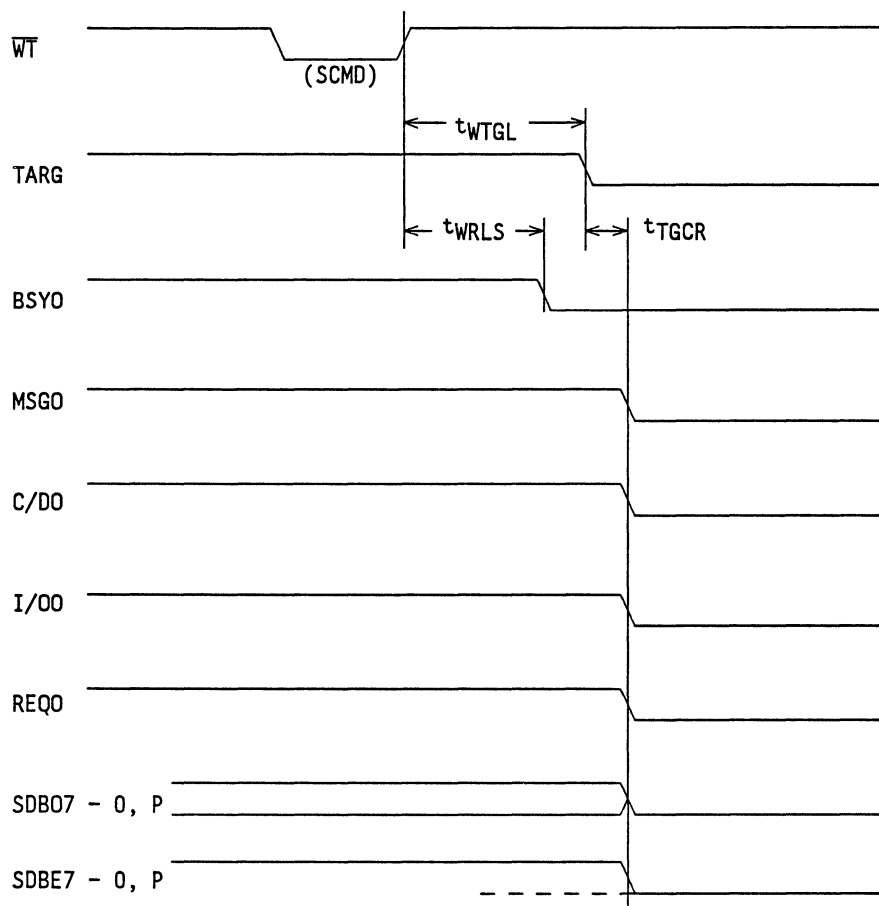 WT
(SCMD)
tWTGL
TARG
tWRLS
tTGCR
BSYO
MSGO
C/DO
I/OO
REQO
SDBO7 - 0, P
SDBE7 - 0, P